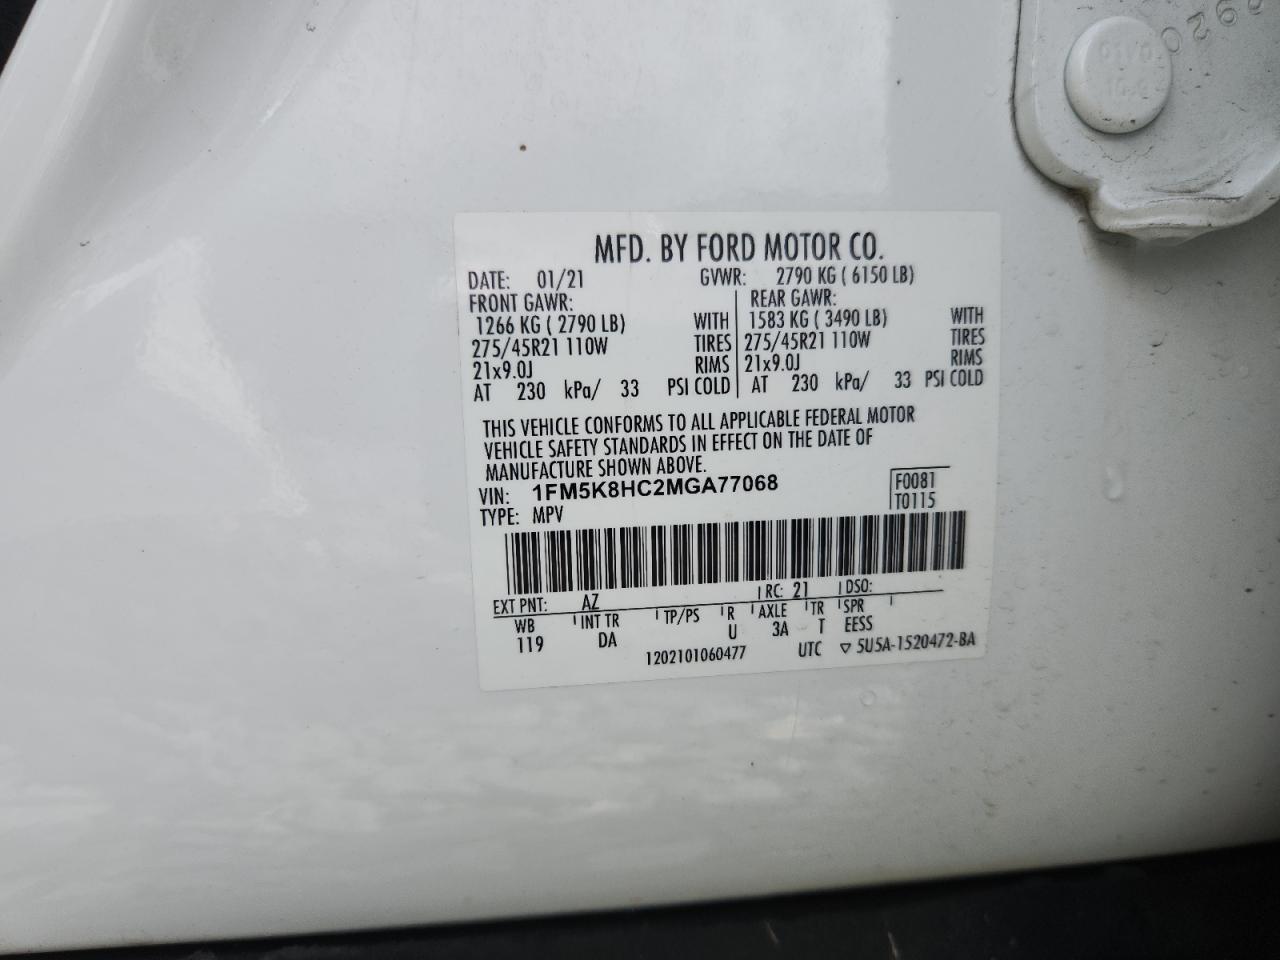 MFD. BY FORD MOTOR CO.
DATE: 01/21 GVWR: 2790 KG ( 6150 LB)
FRONT GAWR: REAR GAWR:
1266 KG ( 2790 LB) WITH 1583 KG ( 3490 LB) WITH
275/45R21 110W TIRES 275/45R21 110W TIRES
21x9.0J RIMS 21x9.0J RIMS
AT 230 kPa/ 33 PSI COLD AT 230 kPa/ 33 PSI COLD
THIS VEHICLE CONFORMS TO ALL APPLICABLE FEDERAL MOTOR
VEHICLE SAFETY STANDARDS IN EFFECT ON THE DATE OF
MANUFACTURE SHOWN ABOVE.
VIN: 1FM5K8HC2MGA77068 F0081
TYPE: MPV T0115
EXT PNT: AZ RC: 21 DSO:
WB INT TR TP/PS R AXLE TR SPR
119 DA U 3A T EESS
1202101060477 UTC ▽ 5U5A-1520472-BA